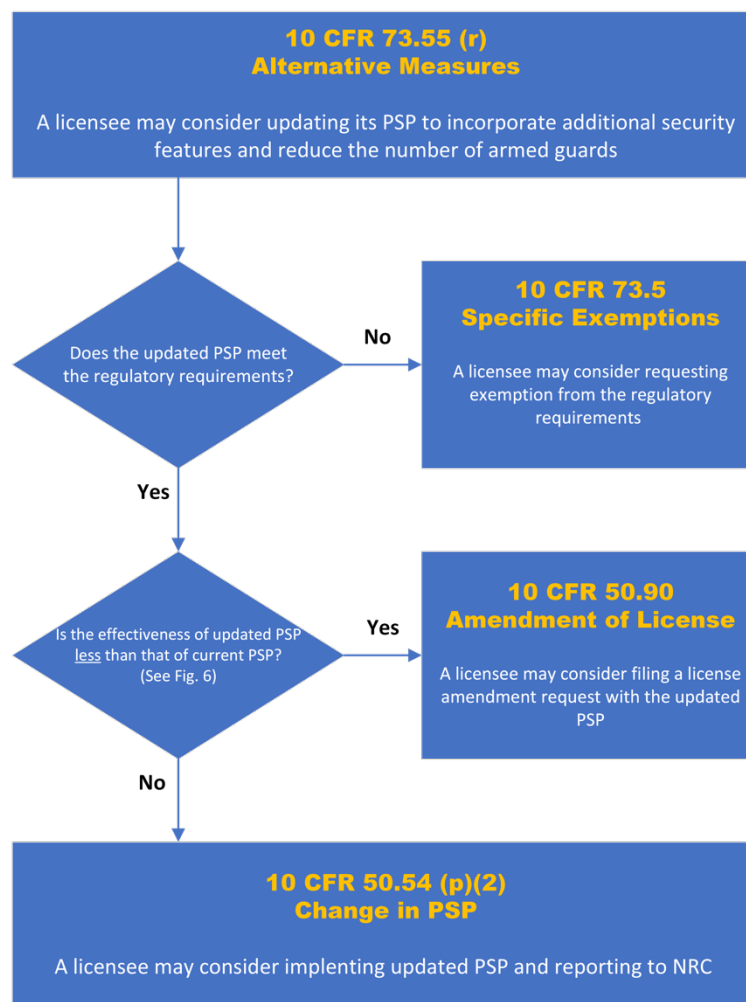 10 CFR 73.55 (r)
Alternative Measures
A licensee may consider updating its PSP to incorporate additional security
features and reduce the number of armed guards
Does the updated PSP meet
the regulatory requirements?
No
10 CFR 73.5
Specific Exemptions
A licensee may consider requesting
exemption from the regulatory
requirements
Yes
Is the effectiveness of updated PSP
less than that of current PSP?
(See Fig. 6)
Yes
10 CFR 50.90
Amendment of License
A licensee may consider filing a license
amendment request with the updated
PSP
No
10 CFR 50.54 (p)(2)
Change in PSP
A licensee may consider implenting updated PSP and reporting to NRC